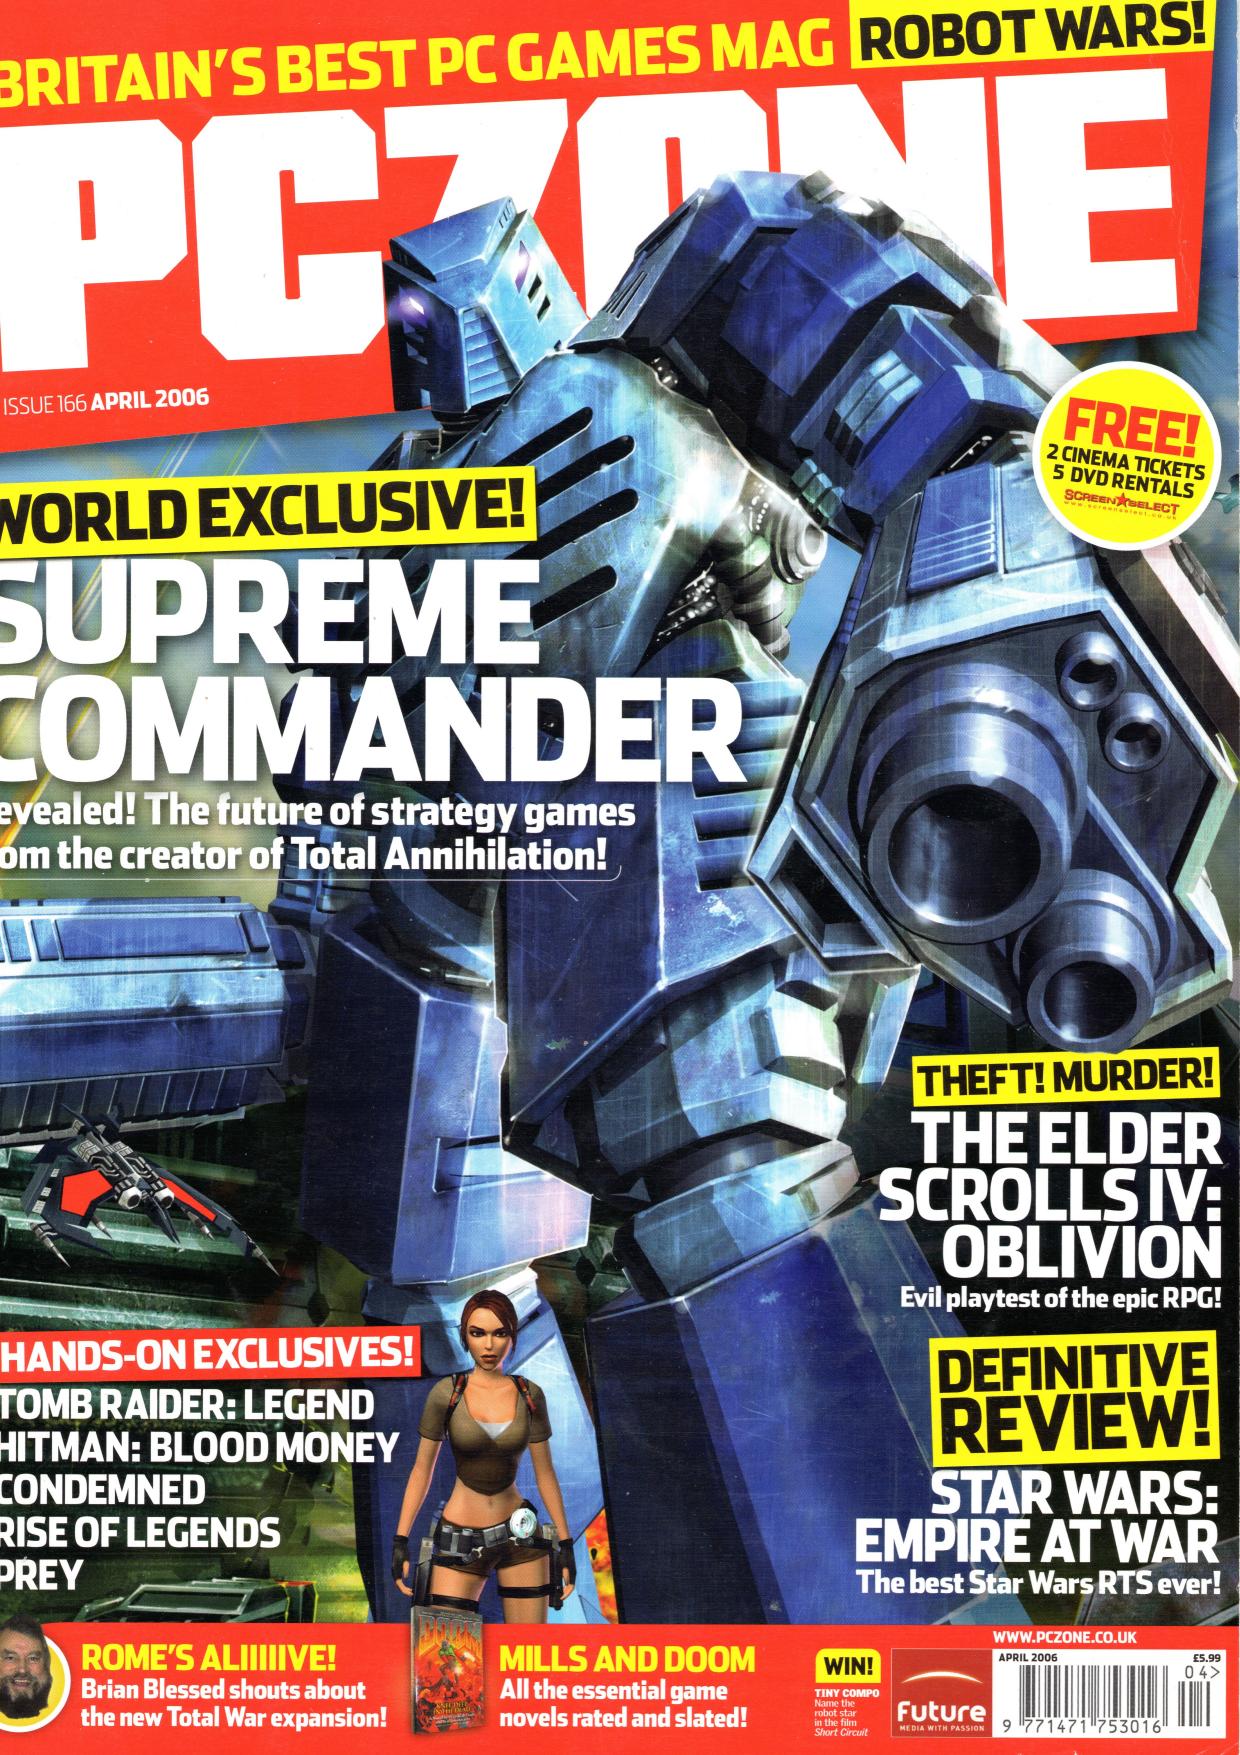 BRITAIN'S BEST PC GAMES MAG
ROBOT WARS!
PCZONE
ISSUE 166 APRIL 2006
FREE!
2 CINEMA TICKETS
5 DVD RENTALS
SCREEN★SELECT
www.screenselect.co.uk
WORLD EXCLUSIVE!
SUPREME
COMMANDER
evealed! The future of strategy games
om the creator of Total Annihilation!
THEFT! MURDER!
THE ELDER
SCROLLS IV:
OBLIVION
Evil playtest of the epic RPG!
DEFINITIVE
REVIEW!
STAR WARS:
EMPIRE AT WAR
The best Star Wars RTS ever!
HANDS-ON EXCLUSIVES!
TOMB RAIDER: LEGEND
HITMAN: BLOOD MONEY
CONDEMNED
RISE OF LEGENDS
PREY
ROME'S ALIIIIIVE!
Brian Blessed shouts about
the new Total War expansion!
DOOM
MILLS AND DOOM
All the essential game
novels rated and slated!
WIN!
TINY COMPO
Name the
robot star
in the film
Short Circuit
WWW.PCZONE.CO.UK
Future
MEDIA WITH PASSION
APRIL 2006
£5.99
04>
9 771471 753016